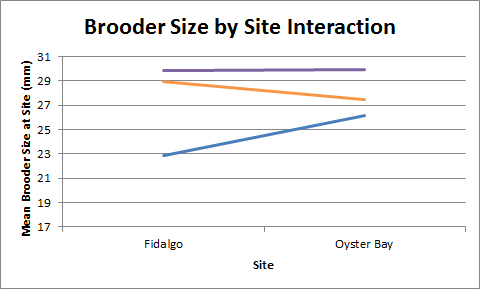 Brooder Size by Site Interaction
Mean Brooder Size at Site (mm)
31
29
27
25
23
21
19
17
Fidalgo
Oyster Bay
Site